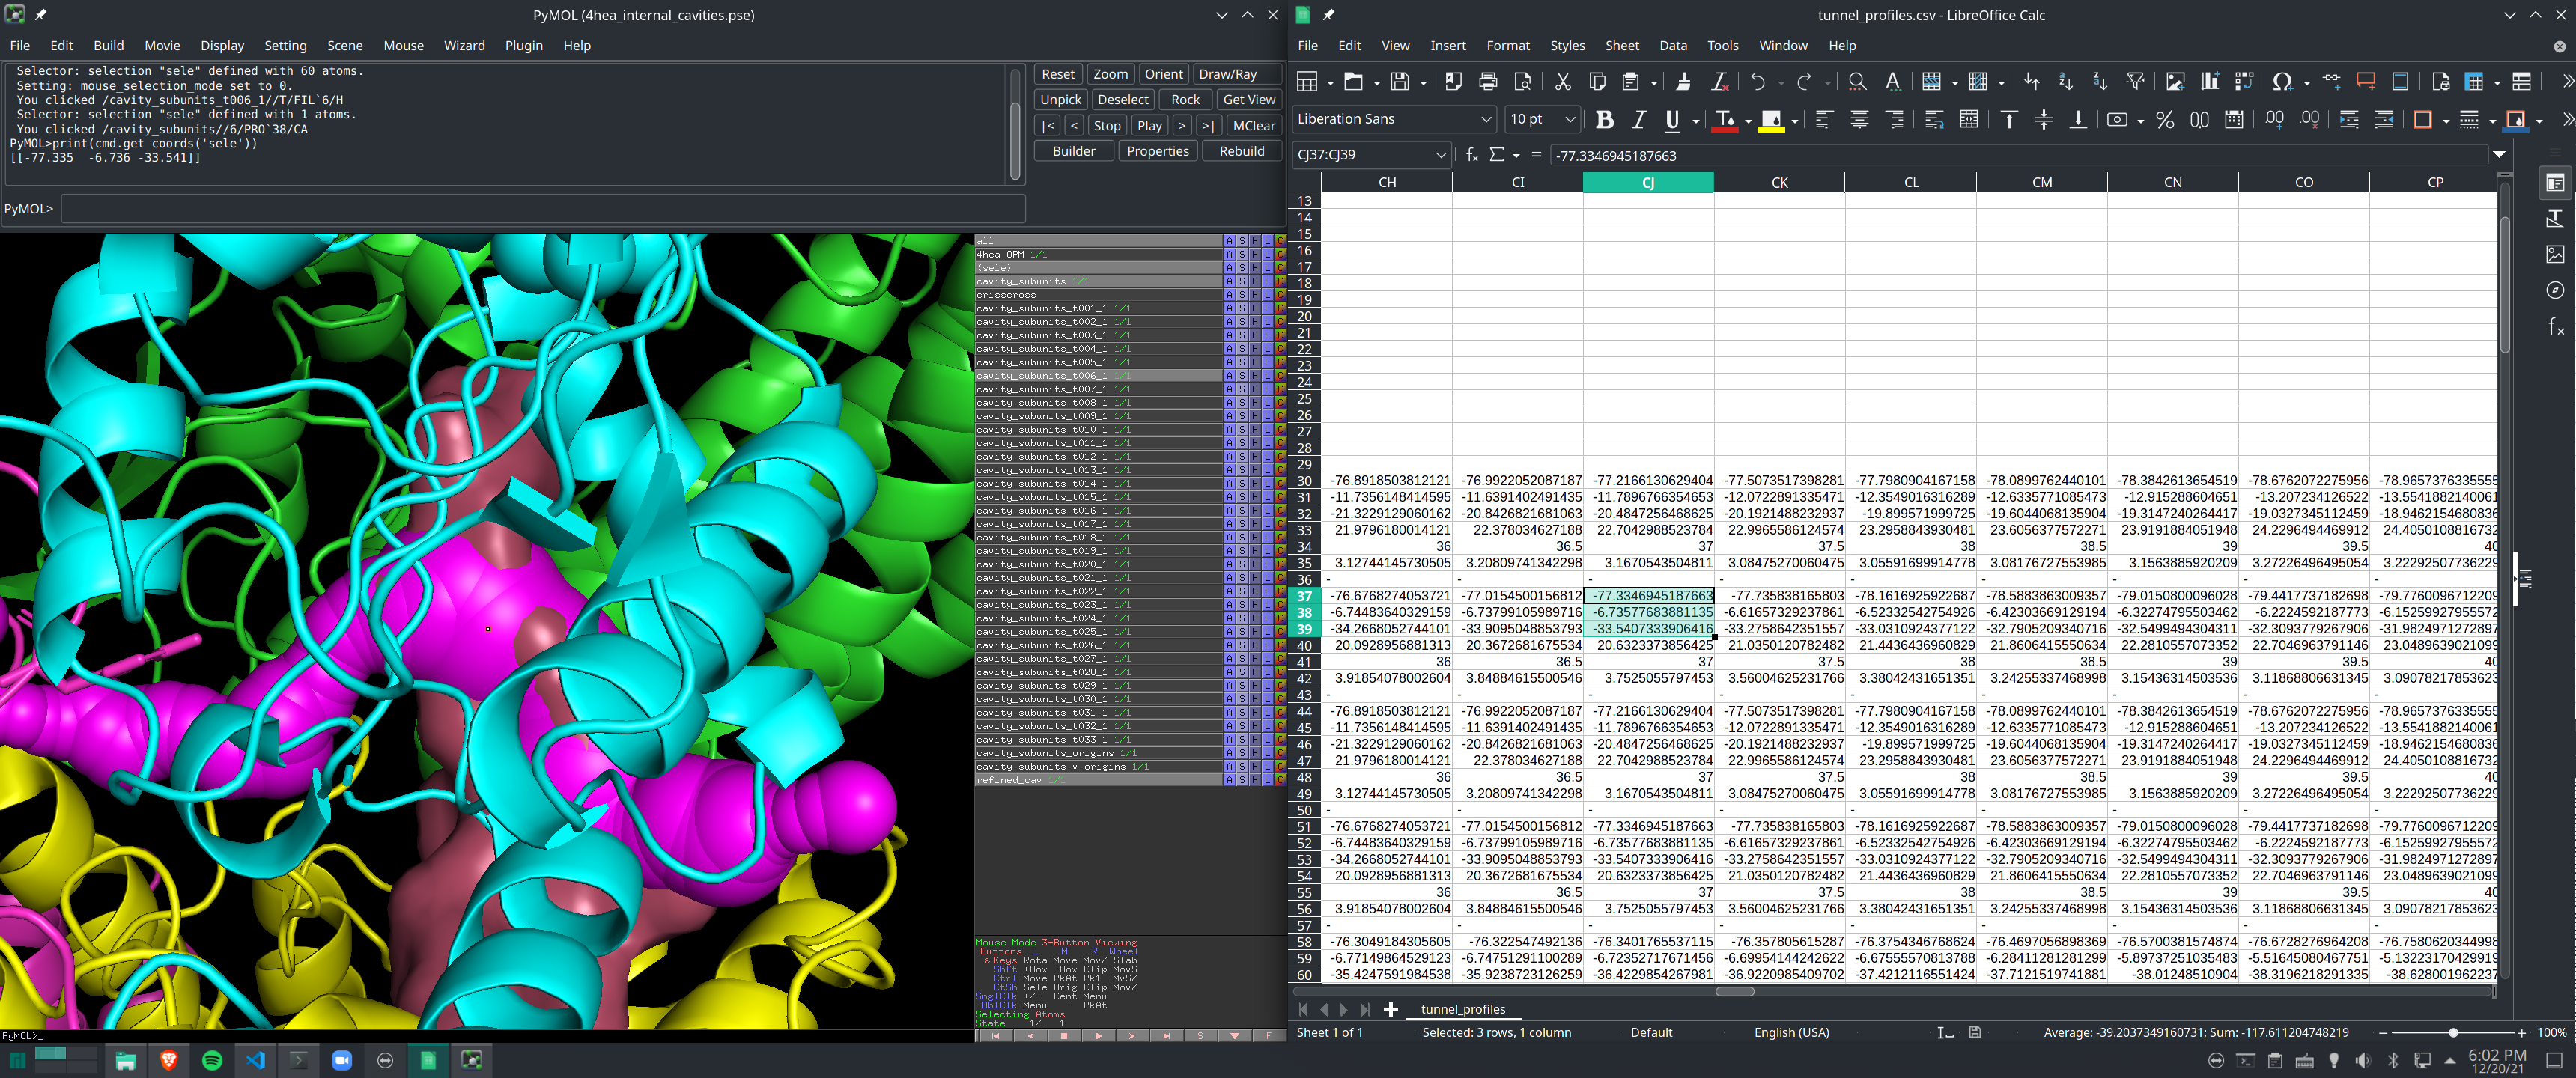 PyMOL (4hea_internal_cavities.pse)
File Edit Build Movie Display Setting Scene Mouse Wizard Plugin Help
Selector: selection "sele" defined with 60 atoms.
Setting: mouse_selection_mode set to 0.
You clicked /cavity_subunits_t006_1//T/FIL`6/H
Selector: selection "sele" defined with 1 atoms.
You clicked /cavity_subunits//6/PRO`38/CA
PyMOL>print(cmd.get_coords('sele'))
[[-77.335 -6.736 -33.541]]
PyMOL>
Reset Zoom Orient Draw/Ray
Unpick Deselect Rock Get View
|< < Stop Play > >| MClear
Builder Properties Rebuild
all A S H L C
4hea_OPM 1/1 A S H L C
(sele) A S H L C
cavity_subunits 1/1 A S H L C
crisscross A S H L C
cavity_subunits_t001_1 1/1 A S H L C
cavity_subunits_t002_1 1/1 A S H L C
cavity_subunits_t003_1 1/1 A S H L C
cavity_subunits_t004_1 1/1 A S H L C
cavity_subunits_t005_1 1/1 A S H L C
cavity_subunits_t006_1 1/1 A S H L C
cavity_subunits_t007_1 1/1 A S H L C
cavity_subunits_t008_1 1/1 A S H L C
cavity_subunits_t009_1 1/1 A S H L C
cavity_subunits_t010_1 1/1 A S H L C
cavity_subunits_t011_1 1/1 A S H L C
cavity_subunits_t012_1 1/1 A S H L C
cavity_subunits_t013_1 1/1 A S H L C
cavity_subunits_t014_1 1/1 A S H L C
cavity_subunits_t015_1 1/1 A S H L C
cavity_subunits_t016_1 1/1 A S H L C
cavity_subunits_t017_1 1/1 A S H L C
cavity_subunits_t018_1 1/1 A S H L C
cavity_subunits_t019_1 1/1 A S H L C
cavity_subunits_t020_1 1/1 A S H L C
cavity_subunits_t021_1 1/1 A S H L C
cavity_subunits_t022_1 1/1 A S H L C
cavity_subunits_t023_1 1/1 A S H L C
cavity_subunits_t024_1 1/1 A S H L C
cavity_subunits_t025_1 1/1 A S H L C
cavity_subunits_t026_1 1/1 A S H L C
cavity_subunits_t027_1 1/1 A S H L C
cavity_subunits_t028_1 1/1 A S H L C
cavity_subunits_t029_1 1/1 A S H L C
cavity_subunits_t030_1 1/1 A S H L C
cavity_subunits_t031_1 1/1 A S H L C
cavity_subunits_t032_1 1/1 A S H L C
cavity_subunits_t033_1 1/1 A S H L C
cavity_subunits_origins 1/1 A S H L C
cavity_subunits_v_origins 1/1 A S H L C
refined_cav 1/1 A S H L C
Mouse Mode 3-Button Viewing
Buttons L M R Wheel
& Keys Rota Move MovZ Slab
Shft +Box -Box Clip MovS
Ctrl Move PkAt Pk1 MvSZ
CtSh Sele Orig Clip MovZ
SnglClk +/- Cent Menu
DblClk Menu - PkAt
Selecting Atoms
State 1/ 1
S F
PyMOL>_
tunnel_profiles.csv - LibreOffice Calc
File Edit View Insert Format Styles Sheet Data Tools Window Help
Liberation Sans 10 pt
CJ37:CJ39 -77.3346945187663
CH CI CJ CK CL CM CN CO CP
13
14
15
16
17
18
19
20
21
22
23
24
25
26
27
28
29
30 -76.8918503812121 -76.9922052087187 -77.2166130629404 -77.5073517398281 -77.7980904167158 -78.0899762440101 -78.3842613654519 -78.6762072275956 -78.9657376335555
31 -11.7356148414595 -11.6391402491435 -11.7896766354653 -12.0722891335471 -12.3549101631628 9 -12.6335771085473 -12.915288604651 -13.207234126522 -13.5541882140061
32 -21.3229129060162 -20.8426821681063 -20.4847256468625 -20.1921488232937 -19.899571999725 -19.6044068135904 -19.3147240264417 -19.0327345112459 -18.9462154680836
33 21.9796180014121 22.378034627188 22.7042988523784 22.9965586124574 23.2958843930481 23.6056377572271 23.9191884051948 24.2296494469912 24.4050108816732
34 36 36.5 37 37.5 38 38.5 39 39.5 40
35 3.12744145730505 3.20809741342298 3.1670543504811 3.08475270060475 3.05591699914778 3.08176727553985 3.1563885920209 3.27226496495054 3.22292507736229
36 - - - - - - - - -
37 -76.6768274053721 -77.0154500156812 -77.3346945187663 -77.735838165803 -78.1616925922687 -78.5883863009357 -79.0150800096028 -79.4417737182698 -79.7760096712209
38 -6.74483640329159 -6.73799105989716 -6.73577683881135 -6.61657329237861 -6.52332542754926 -6.42303669129194 -6.32274795503462 -6.2224592187773 -6.15259927955572
39 -34.2668052744101 -33.9095048853793 -33.5407333906416 -33.2758642351557 -33.0310924377122 -32.7905209340716 -32.5499494304311 -32.3093779267906 -31.9824971272897
40 20.0928956881313 20.3672681675534 20.6323373856425 21.0350120782482 21.4436436960829 21.8606415550634 22.2810557073352 22.7046963791146 23.0489639021099
41 36 36.5 37 37.5 38 38.5 39 39.5 40
42 3.91854078002604 3.84884615500546 3.7525055797453 3.56004625231766 3.38042431651351 3.24255337468998 3.15436314503536 3.11868806631345 3.09078217853623
43 - - - - - - - - -
44 -76.8918503812121 -76.9922052087187 -77.2166130629404 -77.5073517398281 -77.7980904167158 -78.0899762440101 -78.3842613654519 -78.6762072275956 -78.9657376335555
45 -11.7356148414595 -11.6391402491435 -11.7896766354653 -12.0722891335471 -12.3549101631628 9 -12.6335771085473 -12.915288604651 -13.207234126522 -13.5541882140061
46 -21.3229129060162 -20.8426821681063 -20.4847256468625 -20.1921488232937 -19.899571999725 -19.6044068135904 -19.3147240264417 -19.0327345112459 -18.9462154680836
47 21.9796180014121 22.378034627188 22.7042988523784 22.9965586124574 23.2958843930481 23.6056377572271 23.9191884051948 24.2296494469912 24.4050108816732
48 36 36.5 37 37.5 38 38.5 39 39.5 40
49 3.12744145730505 3.20809741342298 3.1670543504811 3.08475270060475 3.05591699914778 3.08176727553985 3.1563885920209 3.27226496495054 3.22292507736229
50 - - - - - - - - -
51 -76.6768274053721 -77.0154500156812 -77.3346945187663 -77.735838165803 -78.1616925922687 -78.5883863009357 -79.0150800096028 -79.4417737182698 -79.7760096712209
52 -6.74483640329159 -6.73799105989716 -6.73577683881135 -6.61657329237861 -6.52332542754926 -6.42303669129194 -6.32274795503462 -6.2224592187773 -6.15259927955572
53 -34.2668052744101 -33.9095048853793 -33.5407333906416 -33.2758642351557 -33.0310924377122 -32.7905209340716 -32.5499494304311 -32.3093779267906 -31.9824971272897
54 20.0928956881313 20.3672681675534 20.6323373856425 21.0350120782482 21.4436436960829 21.8606415550634 22.2810557073352 22.7046963791146 23.0489639021099
55 36 36.5 37 37.5 38 38.5 39 39.5 40
56 3.91854078002604 3.84884615500546 3.7525055797453 3.56004625231766 3.38042431651351 3.24255337468998 3.15436314503536 3.11868806631345 3.09078217853623
57 - - - - - - - - -
58 -76.3049184305605 -76.322547492136 -76.3401765537115 -76.357805615287 -76.3754346768624 -76.4697056898369 -76.5700381574874 -76.6728276964208 -76.7580620344998
59 -6.77149864529123 -6.74751291100289 -6.72352717671456 -6.69954144242622 -6.67555570813788 -6.28411281281299 -5.89737251035483 -5.51645080467751 -5.13223170429919
60 -35.4247591984538 -35.9238723126259 -36.4229854267981 -36.9220985409702 -37.4212116551424 -37.7121519741881 -38.01248510904 -38.3196218291335 -38.628001962237
tunnel_profiles
Sheet 1 of 1 Selected: 3 rows, 1 column Default English (USA) Average: -39.2037349160731; Sum: -117.611204748219 100%
6:02 PM
12/20/21